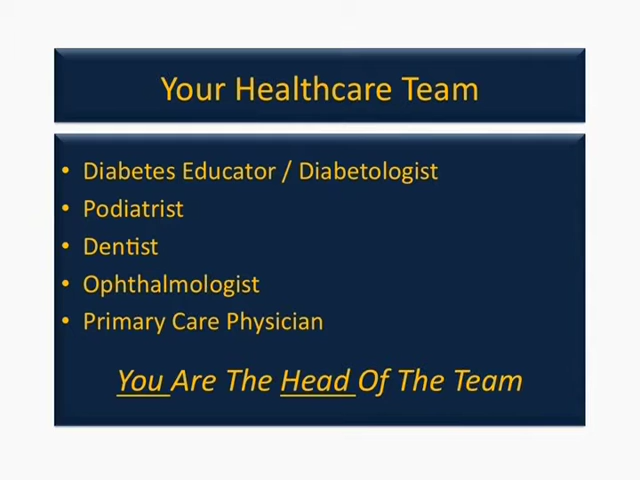 Your Healthcare Team
• Diabetes Educator / Diabetologist
• Podiatrist
• Dentist
• Ophthalmologist
• Primary Care Physician
You Are The Head Of The Team